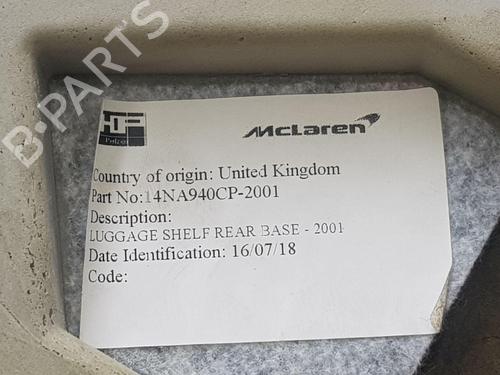 B-PARTS
McLaren
Country of origin: United Kingdom
Part No:14NA940CP-2001
Description:
LUGGAGE SHELF REAR BASE - 2001
Date Identification: 16/07/18
Code: